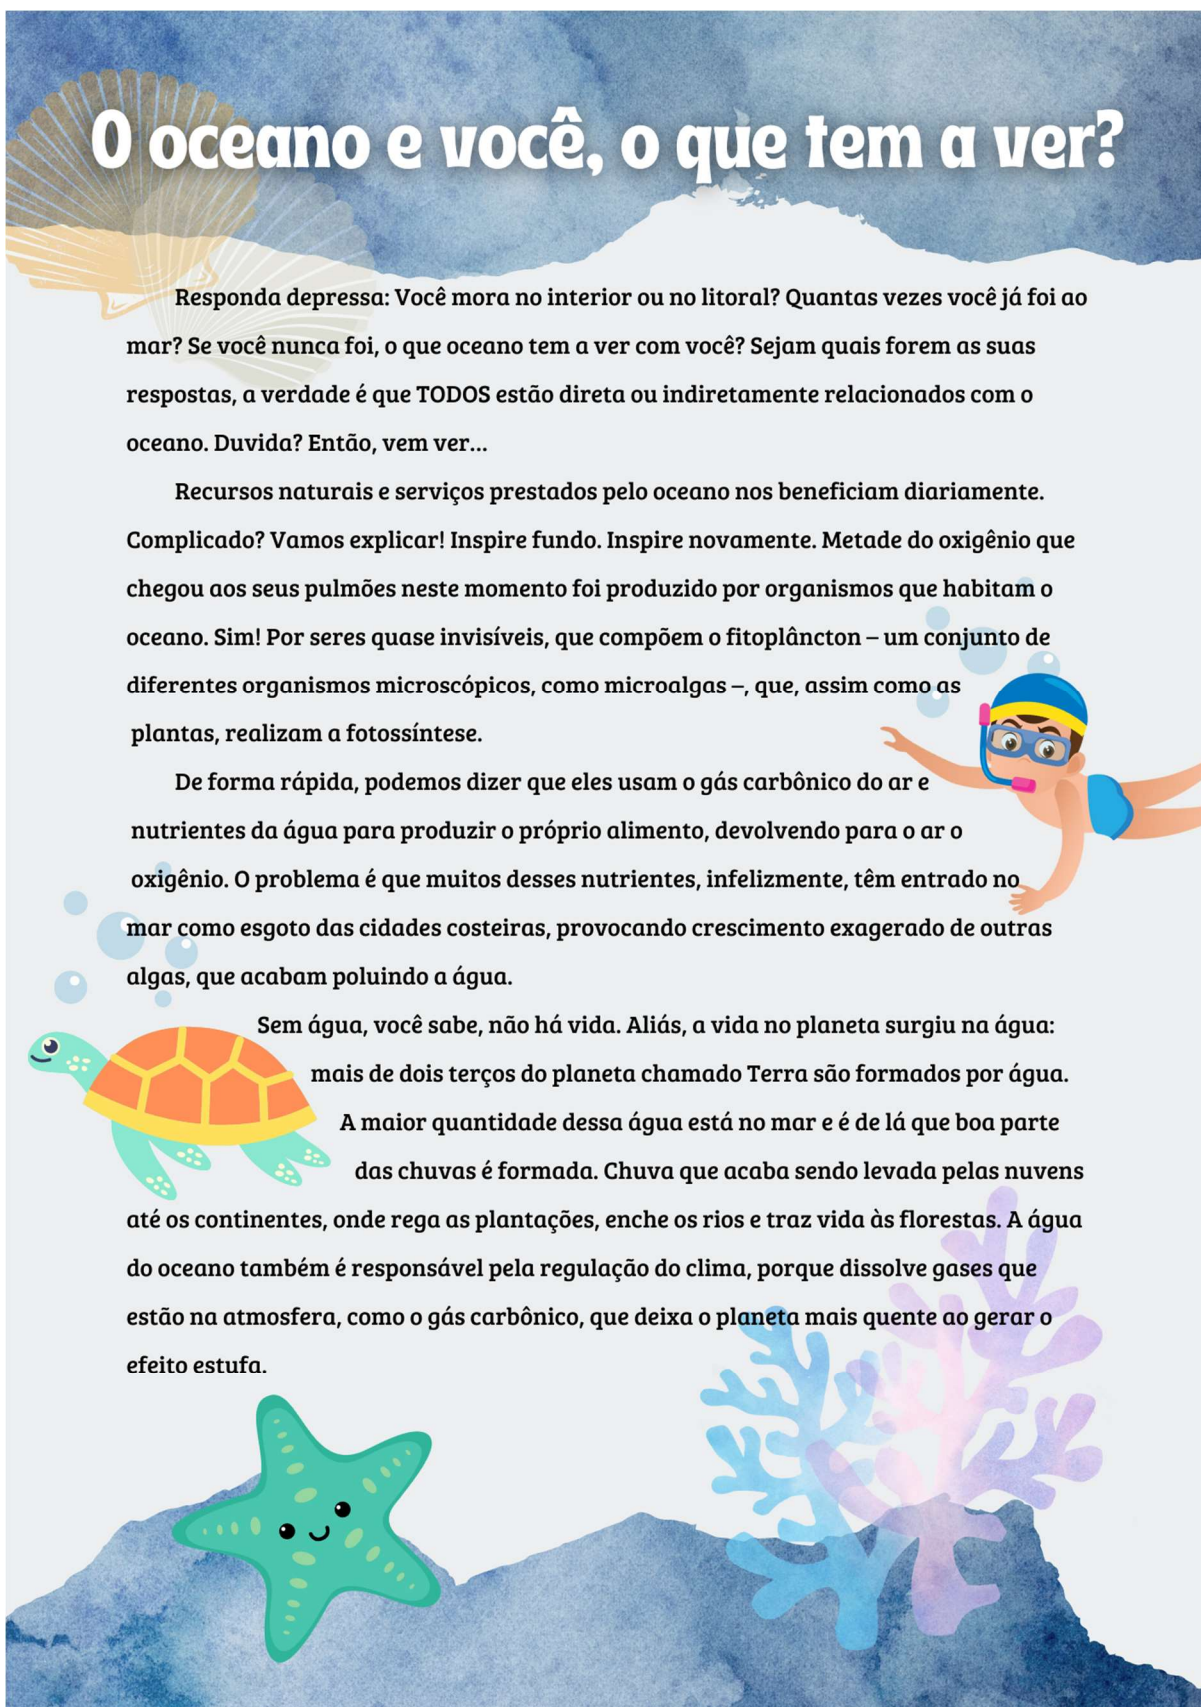 O oceano e você, o que tem a ver?
Responda depressa: Você mora no interior ou no litoral? Quantas vezes você já foi ao
mar? Se você nunca foi, o que oceano tem a ver com você? Sejam quais forem as suas
respostas, a verdade é que TODOS estão direta ou indiretamente relacionados com o
oceano. Duvida? Então, vem ver...
Recursos naturais e serviços prestados pelo oceano nos beneficiam diariamente.
Complicado? Vamos explicar! Inspire fundo. Inspire novamente. Metade do oxigênio que
chegou aos seus pulmões neste momento foi produzido por organismos que habitam o
oceano. Sim! Por seres quase invisíveis, que compõem o fitoplâncton – um conjunto de
diferentes organismos microscópicos, como microalgas –, que, assim como as
plantas, realizam a fotossíntese.
De forma rápida, podemos dizer que eles usam o gás carbônico do ar e
nutrientes da água para produzir o próprio alimento, devolvendo para o ar o
oxigênio. O problema é que muitos desses nutrientes, infelizmente, têm entrado no
mar como esgoto das cidades costeiras, provocando crescimento exagerado de outras
algas, que acabam poluindo a água.
Sem água, você sabe, não há vida. Aliás, a vida no planeta surgiu na água:
mais de dois terços do planeta chamado Terra são formados por água.
A maior quantidade dessa água está no mar e é de lá que boa parte
das chuvas é formada. Chuva que acaba sendo levada pelas nuvens
até os continentes, onde rega as plantações, enche os rios e traz vida às florestas. A água
do oceano também é responsável pela regulação do clima, porque dissolve gases que
estão na atmosfera, como o gás carbônico, que deixa o planeta mais quente ao gerar o
efeito estufa.